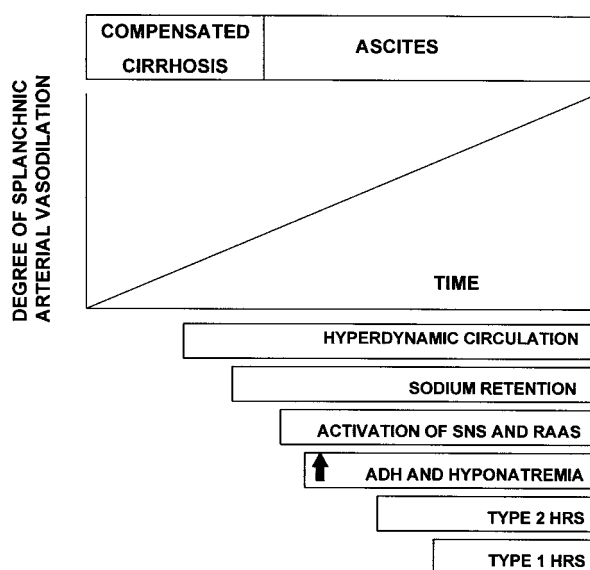 COMPENSATED
CIRRHOSIS
ASCITES
DEGREE OF SPLANCHNIC
ARTERIAL VASODILATION
TIME
HYPERDYNAMIC CIRCULATION
SODIUM RETENTION
ACTIVATION OF SNS AND RAAS
ADH AND HYPONATREMIA
TYPE 2 HRS
TYPE 1 HRS